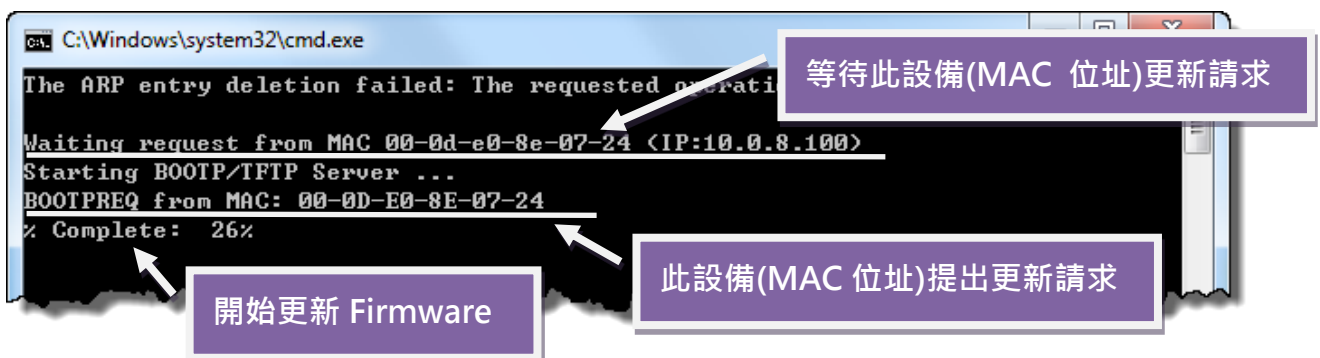 C:\Windows\system32\cmd.exe
The ARP entry deletion failed: The requested
等待此設備(MAC 位址)更新請求
Waiting request from MAC 00-0d-e0-8e-07-24 (IP:10.0.8.100)
Starting BOOTP/TFTP Server ...
BOOTPREQ from MAC: 00-0D-E0-8E-07-24
% Complete: 26%
此設備(MAC 位址)提出更新請求
開始更新 Firmware